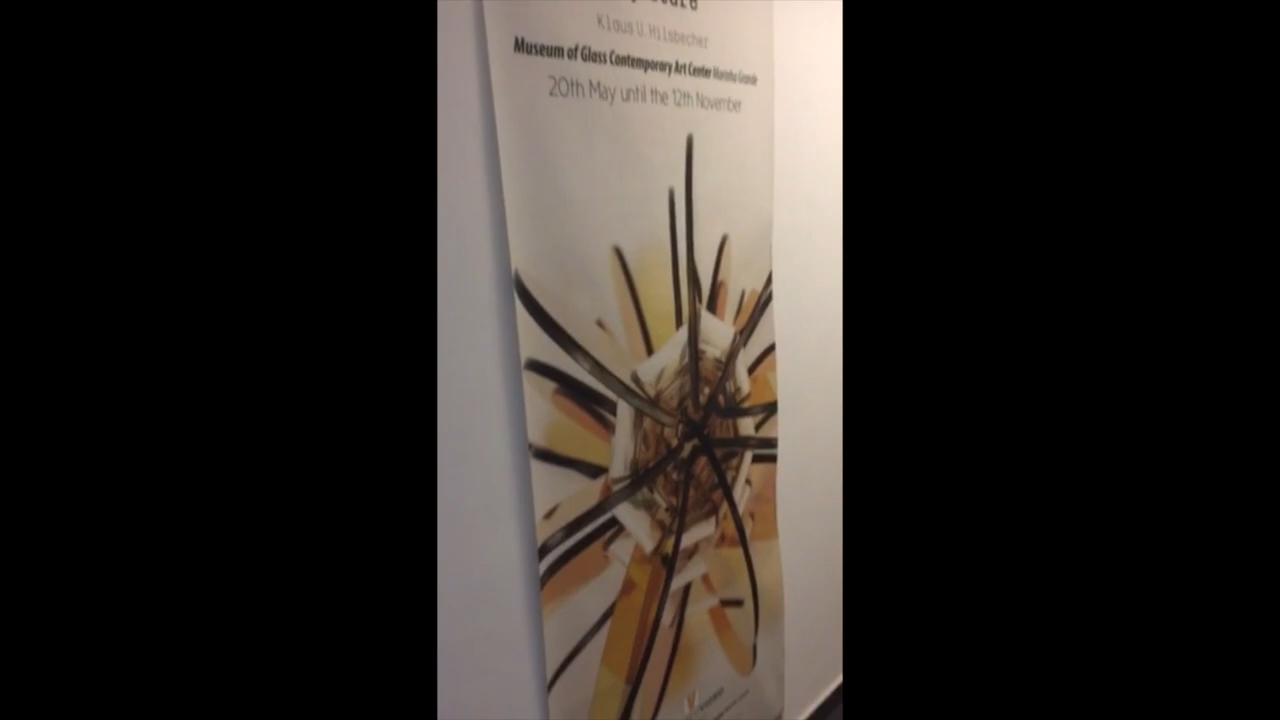 Klaus U. Hilsbecher
Museum of Glass Contemporary Art Center Marinha Grande
20th May until the 12th November